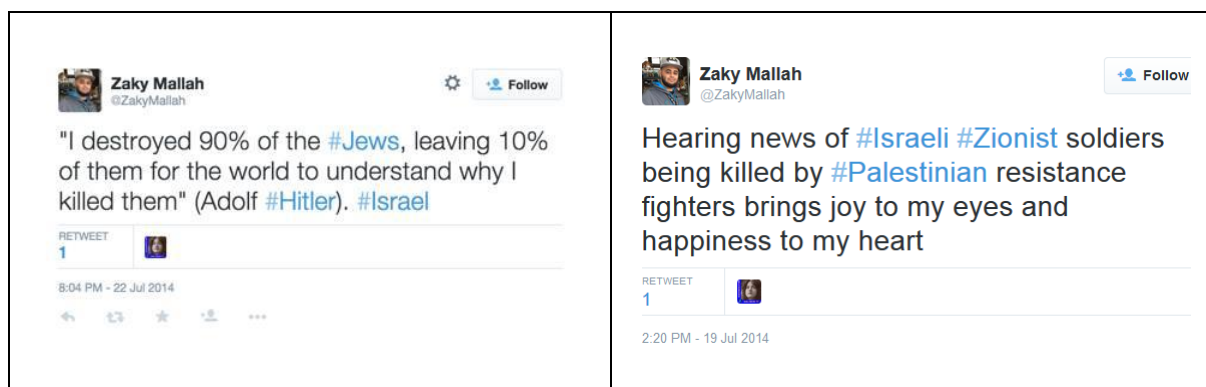 Zaky Mallah
@ZakyMallah
Follow
"I destroyed 90% of the #Jews, leaving 10%
of them for the world to understand why I
killed them" (Adolf #Hitler). #Israel
RETWEET
1
8:04 PM - 22 Jul 2014
Zaky Mallah
@ZakyMallah
Follow
Hearing news of #Israeli #Zionist soldiers
being killed by #Palestinian resistance
fighters brings joy to my eyes and
happiness to my heart
RETWEET
1
2:20 PM - 19 Jul 2014